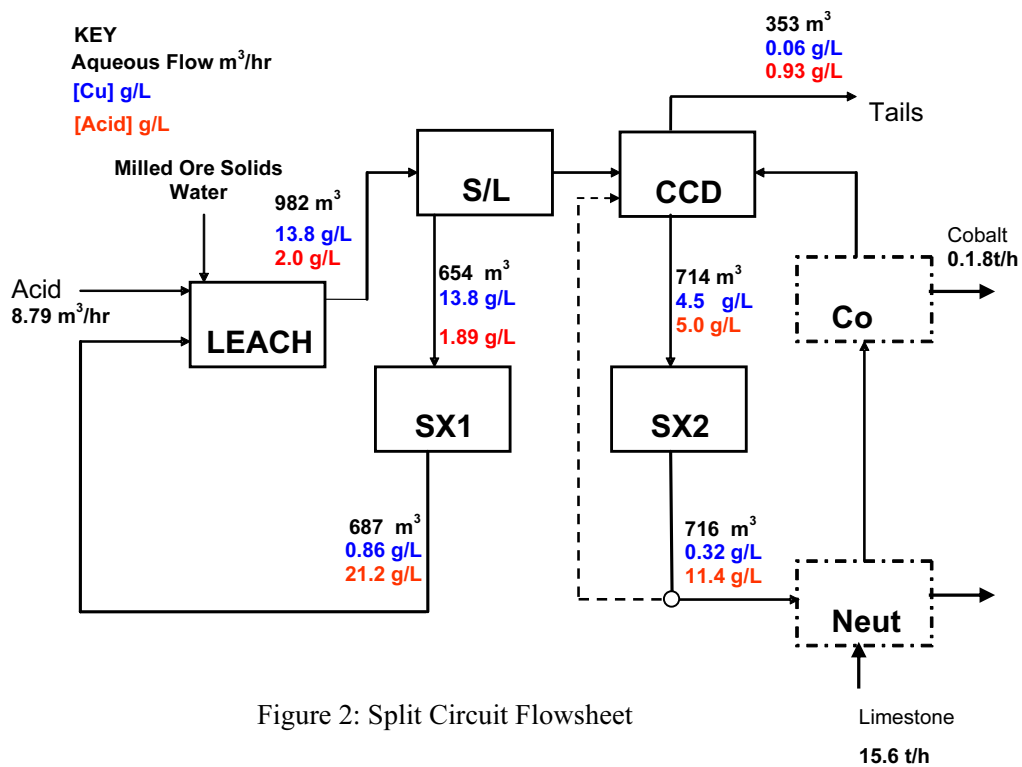 KEY
Aqueous Flow m³/hr
[Cu] g/L
[Acid] g/L
353 m³
0.06 g/L
0.93 g/L
Tails
Milled Ore Solids
Water
982 m³
13.8 g/L
2.0 g/L
S/L
CCD
Acid
8.79 m³/hr
LEACH
654 m³
13.8 g/L
1.89 g/L
714 m³
4.5 g/L
5.0 g/L
Cobalt
0.1.8t/h
Co
SX1
SX2
687 m³
0.86 g/L
21.2 g/L
716 m³
0.32 g/L
11.4 g/L
Neut
Figure 2: Split Circuit Flowsheet
Limestone
15.6 t/h